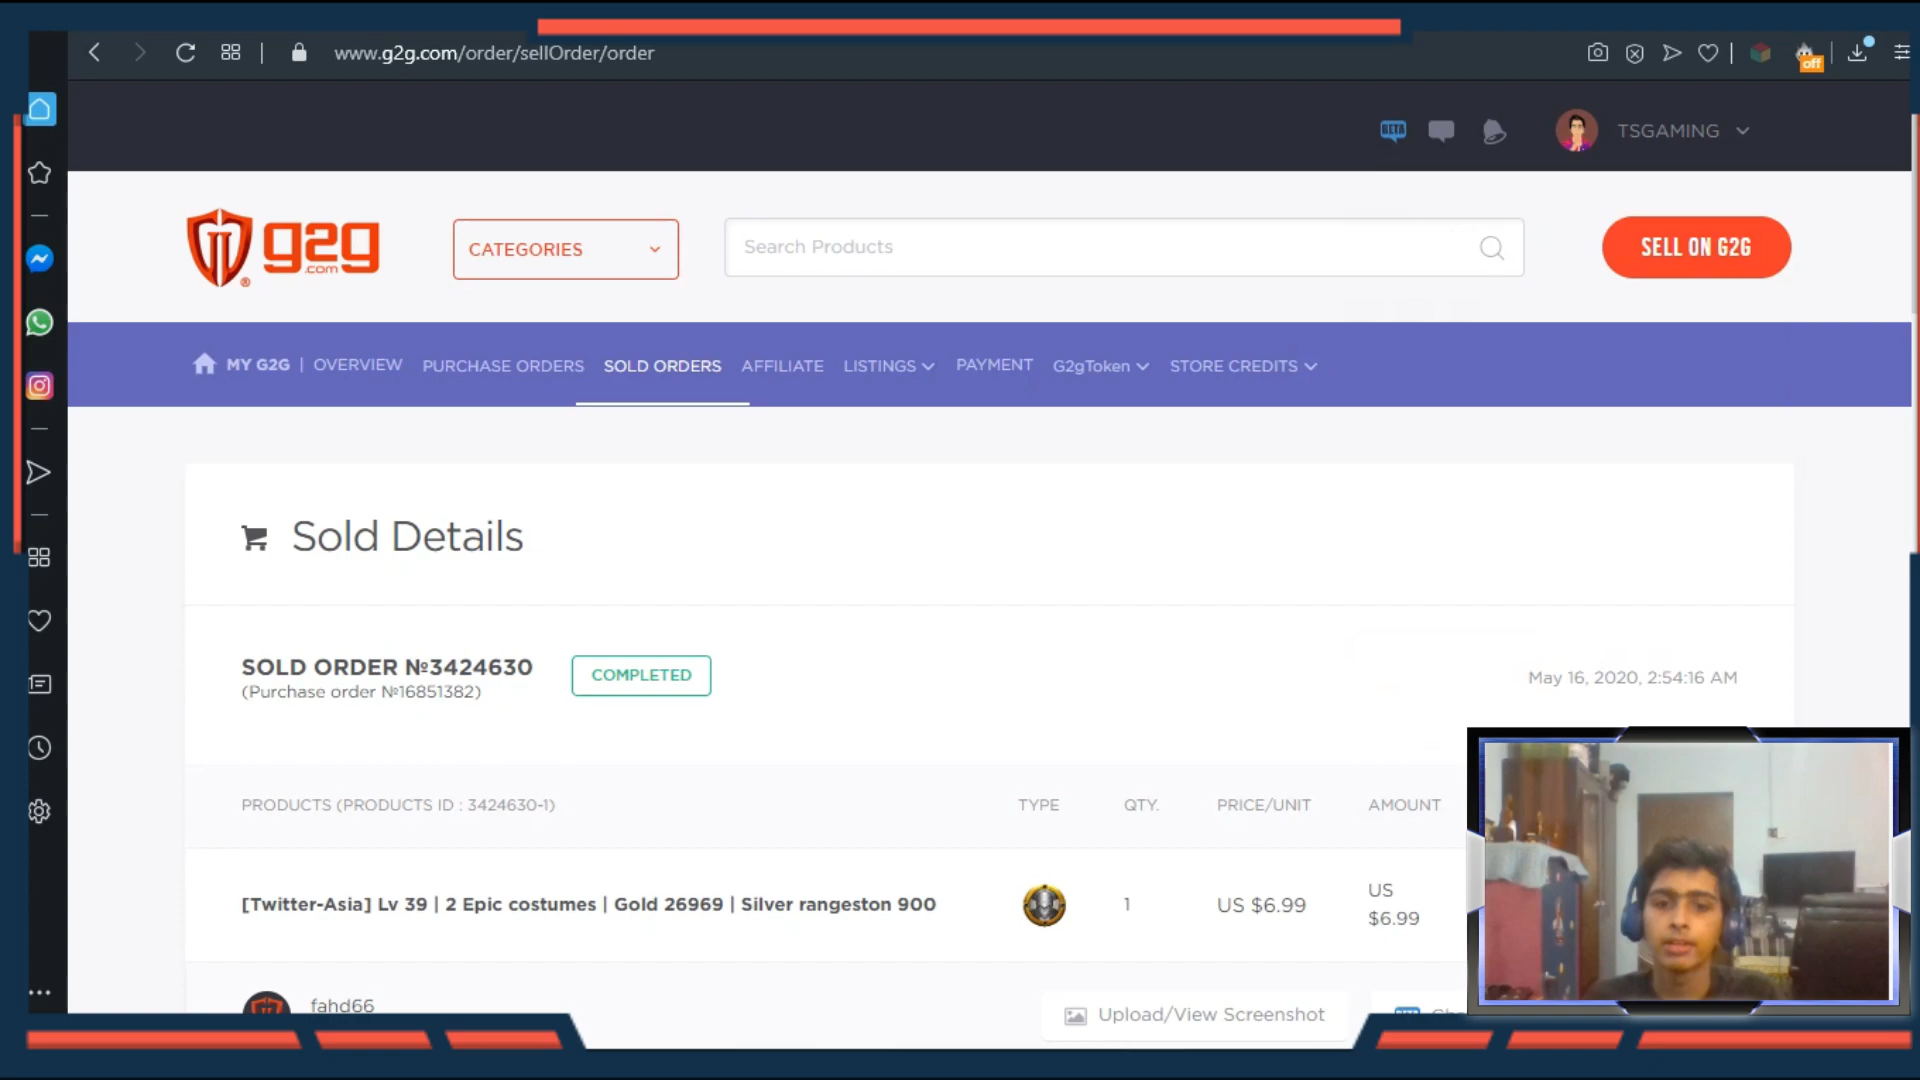 www.g2g.com/order/sellOrder/order
off
BETA
TSGAMING
g2g
.com
®
CATEGORIES
Search Products
SELL ON G2G
MY G2G | OVERVIEW PURCHASE ORDERS SOLD ORDERS AFFILIATE LISTINGS PAYMENT G2gToken STORE CREDITS
Sold Details
SOLD ORDER №3424630
COMPLETED
(Purchase order №16851382)
May 16, 2020, 2:54:16 AM
PRODUCTS (PRODUCTS ID : 3424630-1) TYPE QTY. PRICE/UNIT AMOUNT
[Twitter-Asia] Lv 39 | 2 Epic costumes | Gold 26969 | Silver rangeston 900 1 US $6.99 US
$6.99
fahd66
Upload/View Screenshot